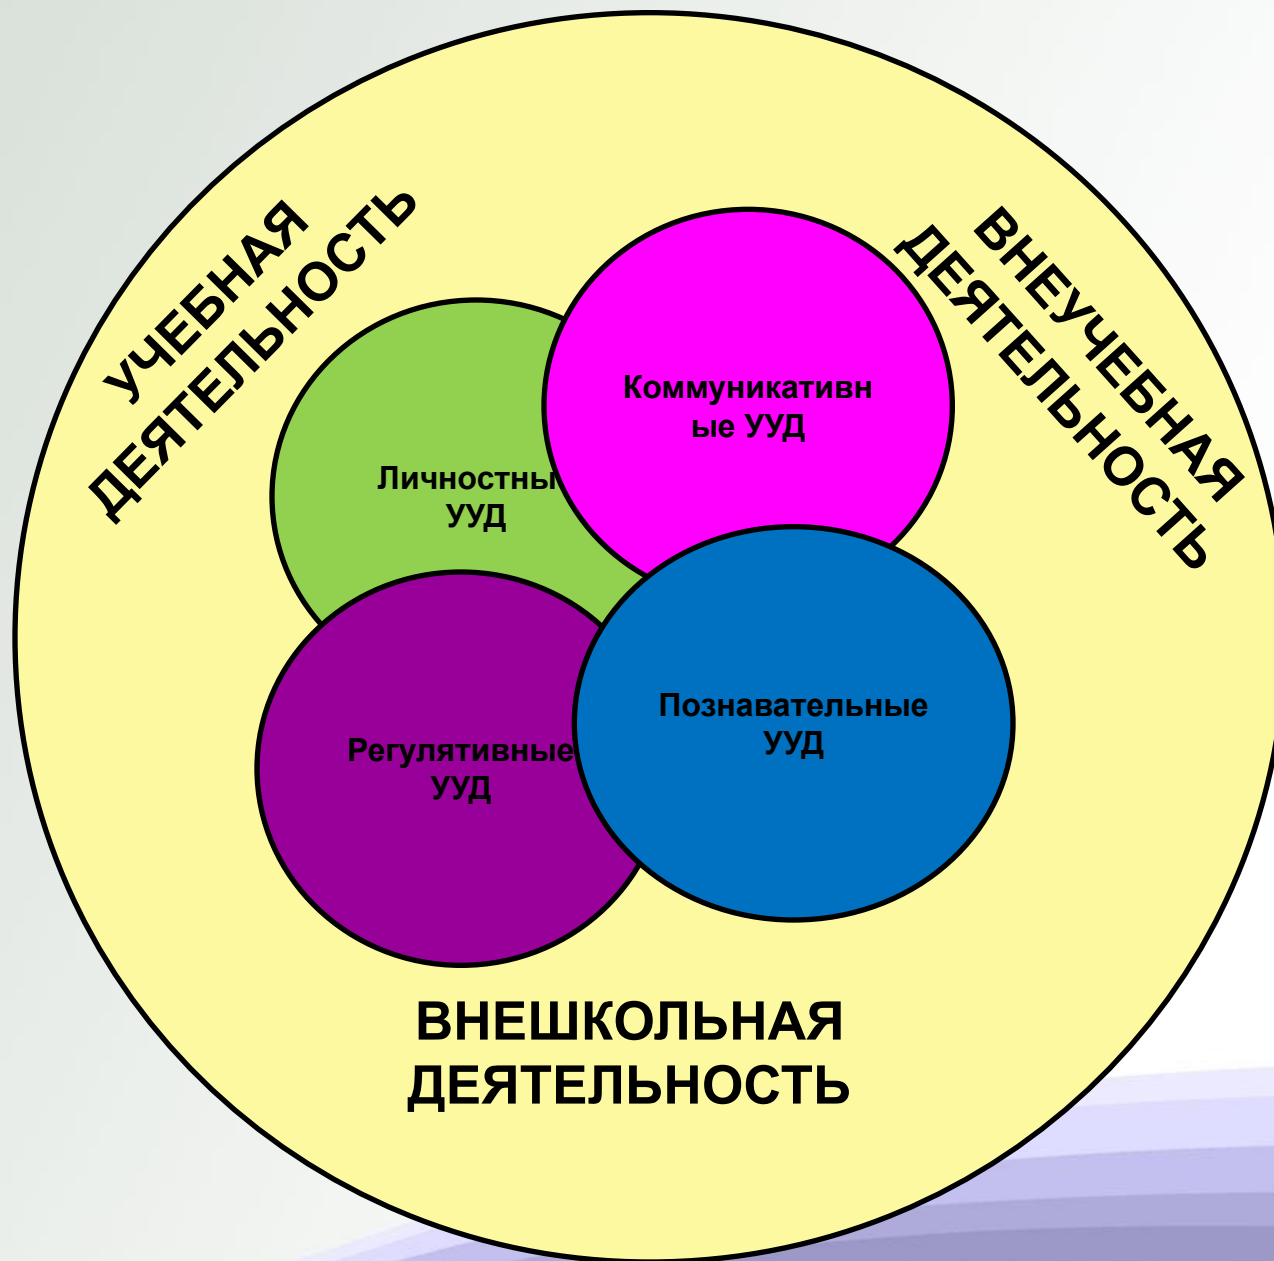 УЧЕБНАЯ
ДЕЯТЕЛЬНОСТЬ
ВНЕУЧЕБНАЯ
ДЕЯТЕЛЬНОСТЬ
Коммуникативн
ые УУД
Личностны
УУД
Познавательные
УУД
Регулятивные
УУД
ВНЕШКОЛЬНАЯ
ДЕЯТЕЛЬНОСТЬ